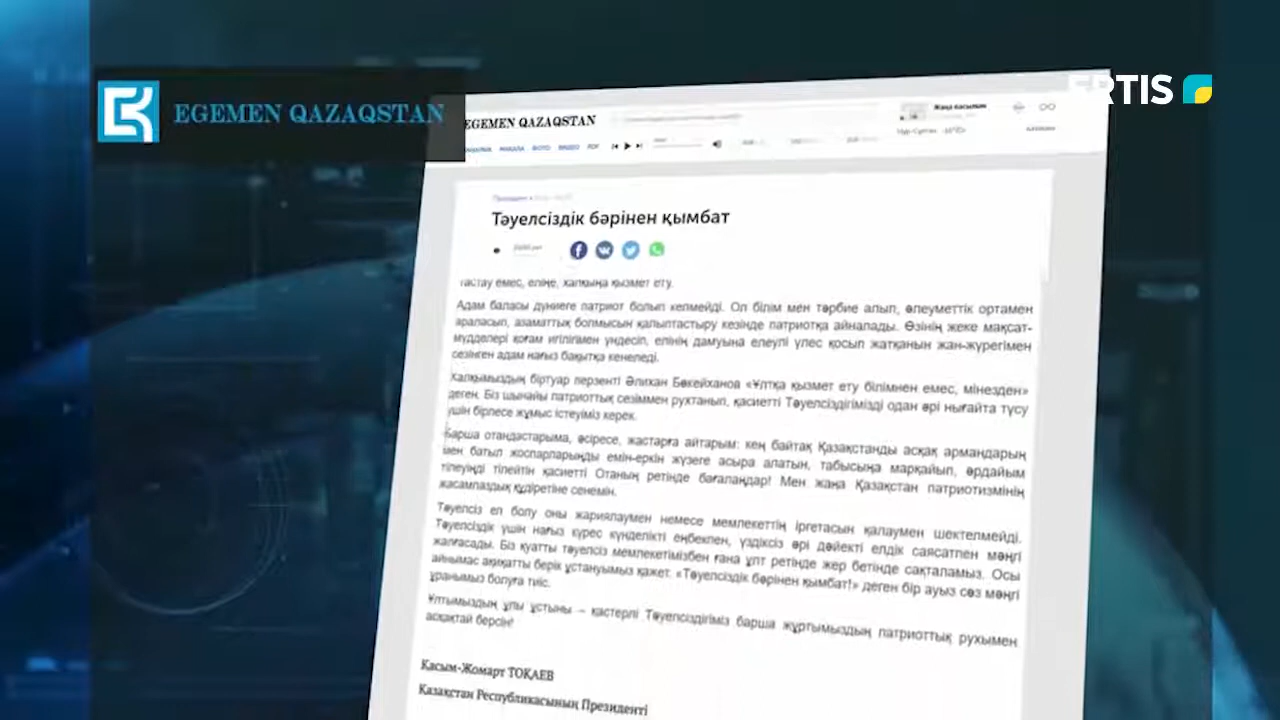 EGEMEN QAZAQSTAN
ERTIS
EGEMEN QAZAQSTAN
МАҚАЛА ФОТО ВИДЕО PDF
Тәуелсіздік бәрінен қымбат
тастау емес, еліңе, халқыңа қызмет ету.
Адам баласы дүниеге патриот болып келмейді. Ол білім мен тәрбие алып, әлеуметтік ортамен
араласып, азаматтық болмысын қалыптастыру кезінде патриотқа айналады. Өзінің жеке мақсат-
мүдделері қоғам игілігімен үндесіп, елінің дамуына елеулі үлес қосып жатқанын жан-жүрегімен
сезінген адам нағыз бақытқа кенеледі.
Халқымыздың біртуар перзенті Әлихан Бөкейханов «Ұлтқа қызмет ету білімнен емес, мінезден»
деген. Біз шынайы патриоттық сезіммен рухтанып, қасиетті Тәуелсіздігімізді одан әрі нығайта түсу
үшін бірлесе жұмыс істеуіміз керек.
Барша отандастарыма, әсіресе, жастарға айтарым: кең байтақ Қазақстанды асқақ армандарың
мен батыл жоспарларыңды емін-еркін жүзеге асыра алатын, табысыңа марқайып, әрдайым
тілеуіңді тілейтін қасиетті Отаның ретінде бағалаңдар! Мен жаңа Қазақстан патриотизмінің
жасампаздық құдіретіне сенемін.
Тәуелсіз ел болу оны жариялаумен немесе мемлекеттің іргетасын қалаумен шектелмейді.
Тәуелсіздік үшін нағыз күрес күнделікті еңбекпен, үздіксіз әрі дәйекті елдік саясатпен мәңгі
жалғасады. Біз қуатты тәуелсіз мемлекетімізбен ғана ұлт ретінде жер бетінде сақталамыз. Осы
айнымас ақиқатты берік ұстануымыз қажет. «Тәуелсіздік бәрінен қымбат!» деген бір ауыз сөз мәңгі
ұранымыз болуға тиіс.
Ұлтымыздың ұлы ұстыны – қастерлі Тәуелсіздігіміз барша жұртымыздың патриоттық рухымен
асқақтай берсін!
Қасым-Жомарт ТОҚАЕВ
Қазақстан Республикасының Президенті